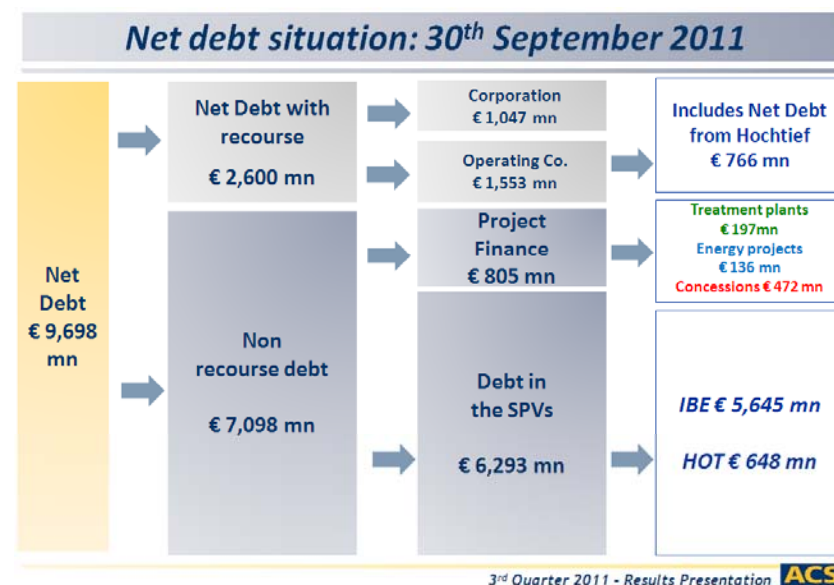 Net debt situation: 30th September 2011
Net
Debt
€ 9,698
mn
Net Debt with
recourse
€ 2,600 mn
Corporation
€ 1,047 mn
Operating Co.
€ 1,553 mn
Includes Net Debt
from Hochtief
€ 766 mn
Non
recourse debt
€ 7,098 mn
Project
Finance
€ 805 mn
Treatment plants
€ 197mn
Energy projects
€ 136 mn
Concessions € 472 mn
Debt in
the SPVs
€ 6,293 mn
IBE € 5,645 mn
HOT € 648 mn
3rd Quarter 2011 - Results Presentation
ACS